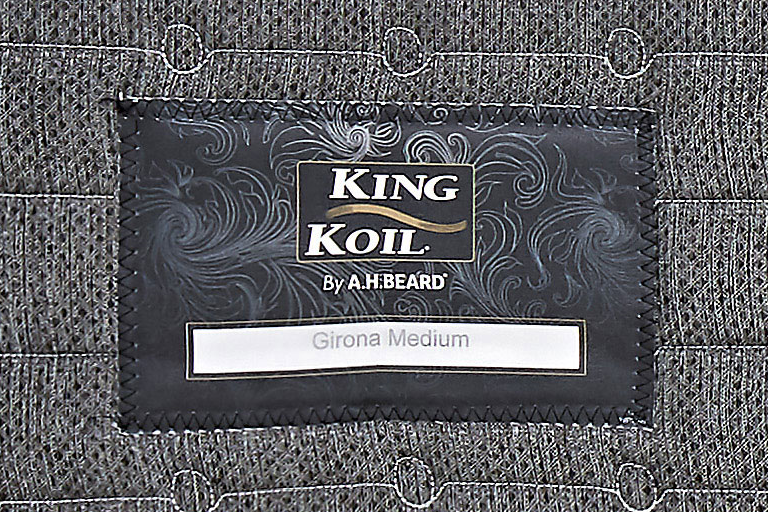 KING
KOIL
By A.H.BEARD
Girona Medium